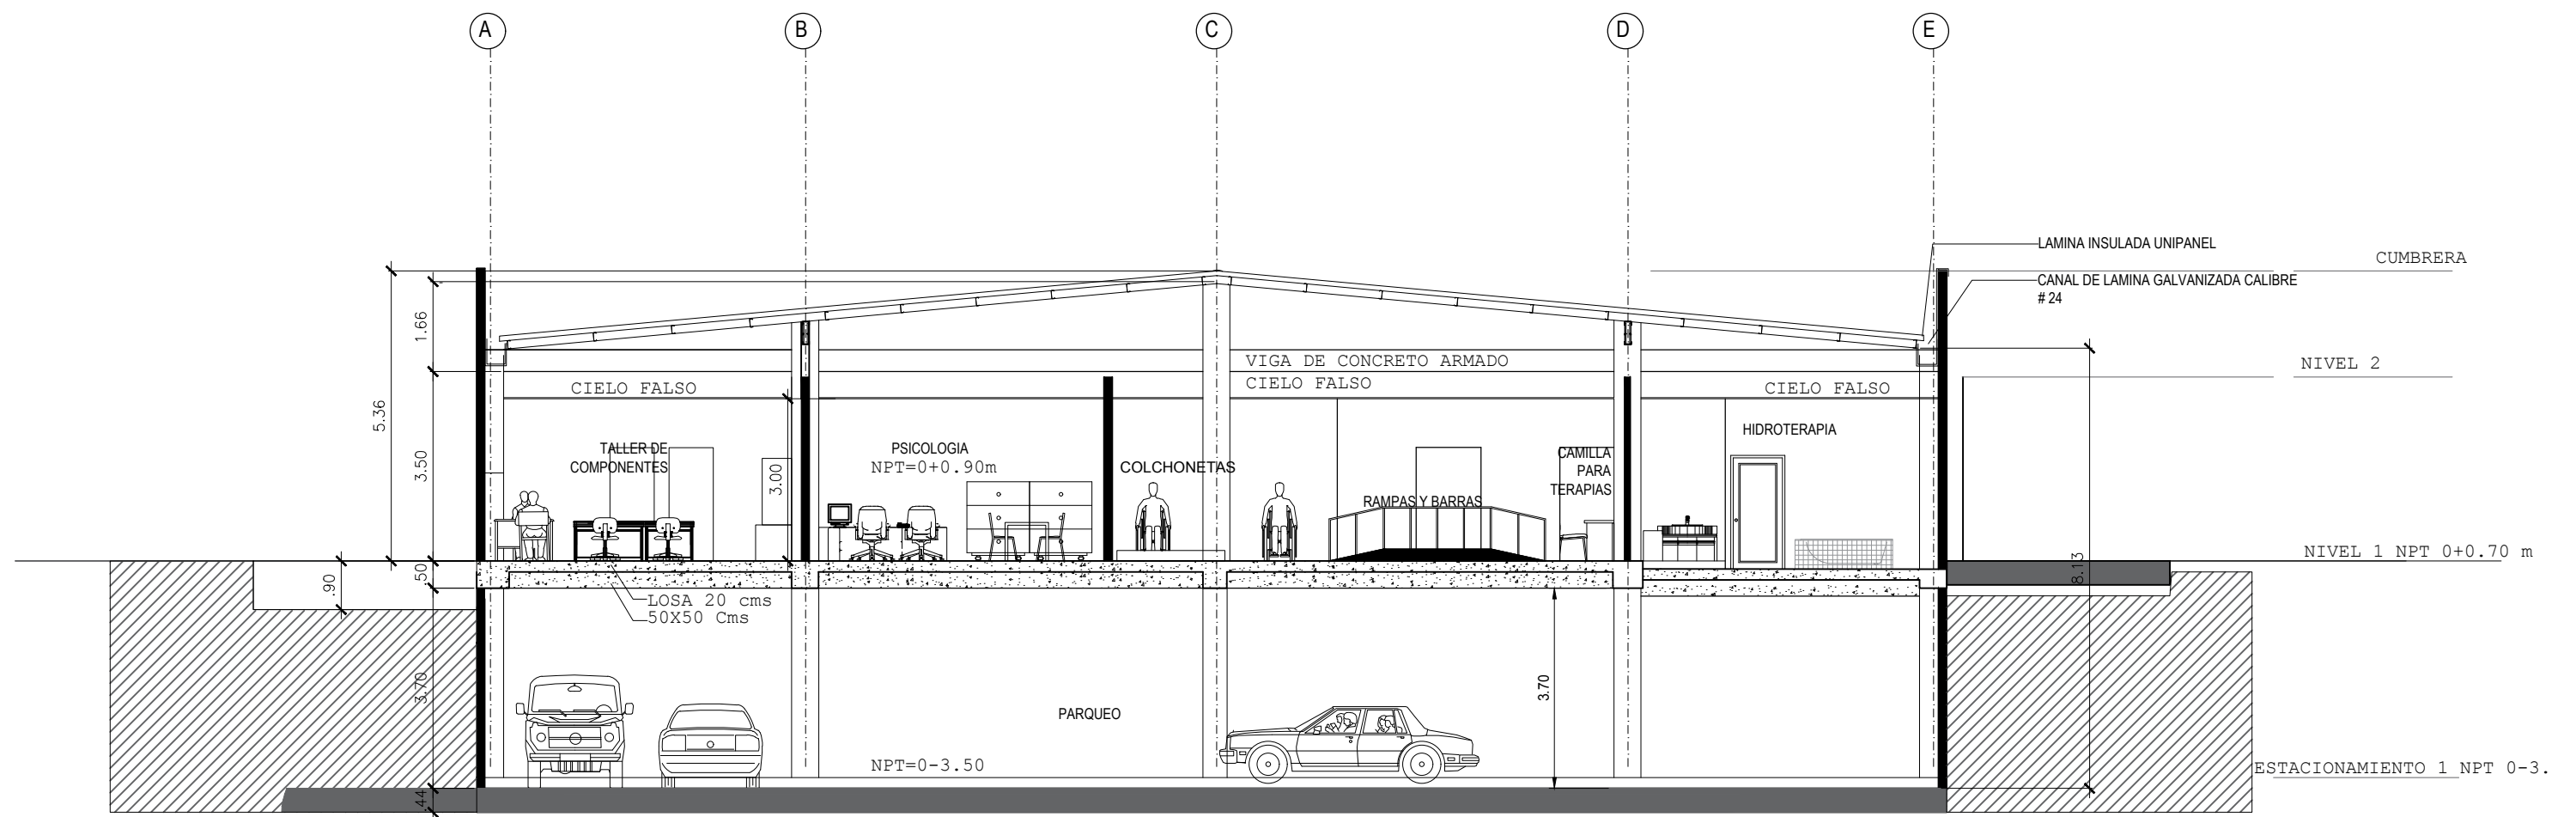 A
B
C
D
E
LAMINA INSULADA UNIPANEL
CUMBRERA
CANAL DE LAMINA GALVANIZADA CALIBRE
# 24
1.66
VIGA DE CONCRETO ARMADO
NIVEL 2
CIELO FALSO
CIELO FALSO
CIELO FALSO
5.36
3.50
3.00
TALLER DE
COMPONENTES
PSICOLOGIA
NPT=0+0.90m
COLCHONETAS
RAMPAS Y BARRAS
CAMILLA
PARA
TERAPIAS
HIDROTERAPIA
NIVEL 1 NPT 0+0.70 m
.90
.50
8.13
LOSA 20 cms
50X50 Cms
3.70
3.70
PARQUEO
NPT=0-3.50
ESTACIONAMIENTO 1 NPT 0-3.
.44